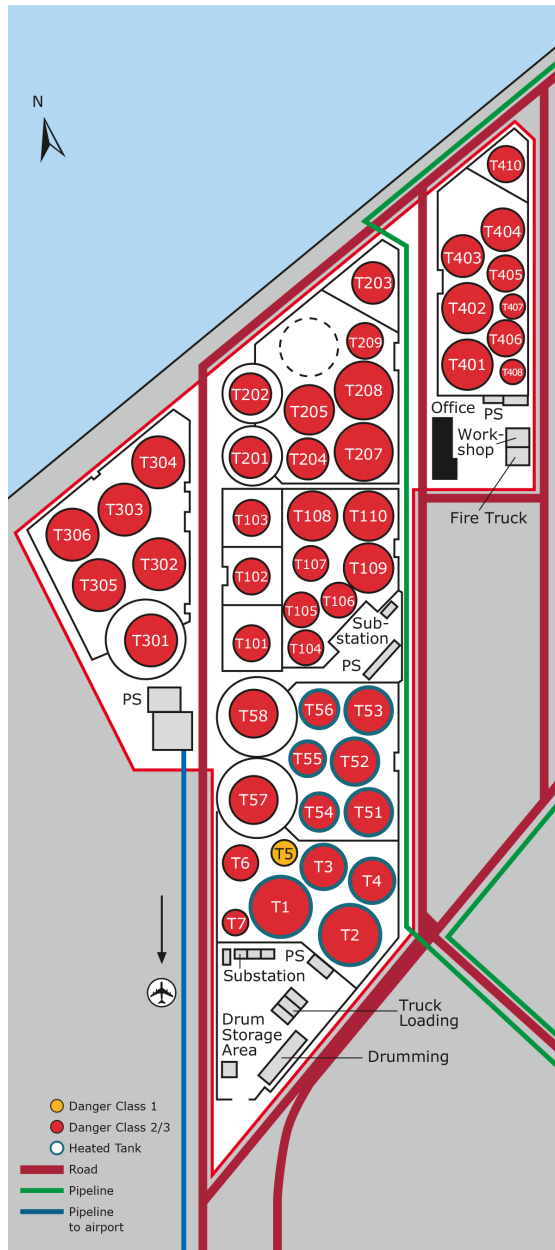 N
T410
T404
T403
T405
T402
T407
T406
T401
T408
Office
PS
Work-
shop
Fire Truck
T203
T209
T202
T208
T205
T201
T204
T207
T304
T303
T306
T302
T305
T301
PS
T103
T108
T110
T107
T102
T109
T106
T105
T101
T104
Sub-
station
PS
T58
T56
T53
T55
T52
T57
T54
T51
T6
T5
T3
T4
T1
T7
T2
PS
Substation
Truck
Loading
Drum
Storage
Area
Drumming
Danger Class 1
Danger Class 2/3
Heated Tank
Road
Pipeline
Pipeline
to airport